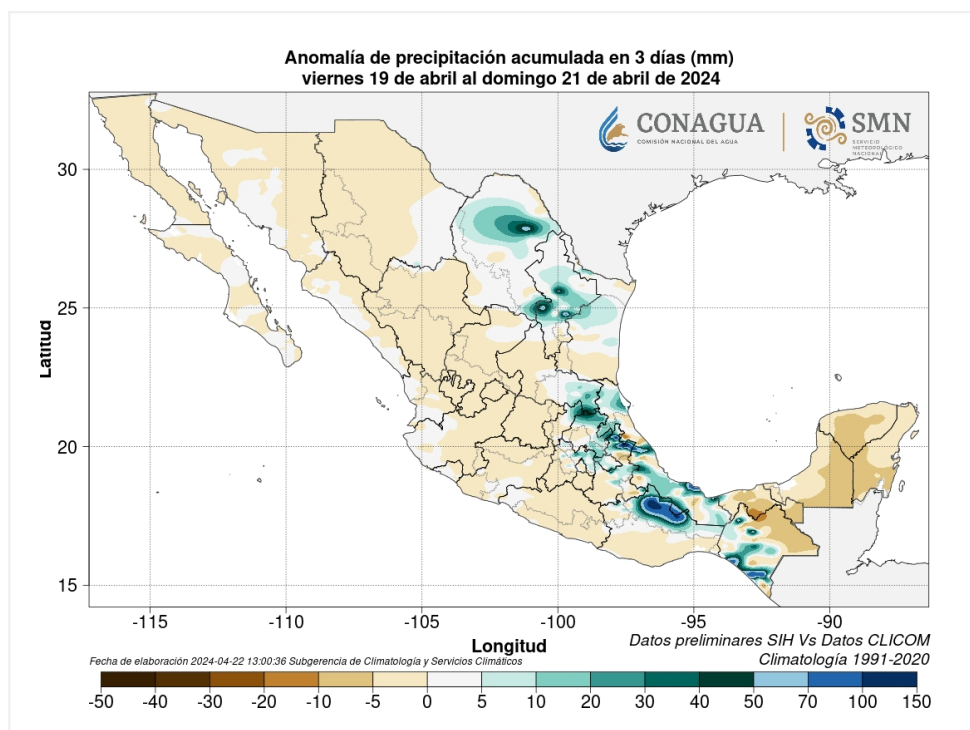 Anomalía de precipitación acumulada en 3 días (mm)
viernes 19 de abril al domingo 21 de abril de 2024
CONAGUA
COMISIÓN NACIONAL DEL AGUA
SMN
SERVICIO
METEOROLÓGICO
NACIONAL
30
25
20
15
Latitud
-115 -110 -105 -100 -95 -90
Longitud
Datos preliminares SIH Vs Datos CLICOM
Climatología 1991-2020
Fecha de elaboración 2024-04-22 13:00:36 Subgerencia de Climatología y Servicios Climáticos
-50 -40 -30 -20 -10 -5 0 5 10 20 30 40 50 70 100 150